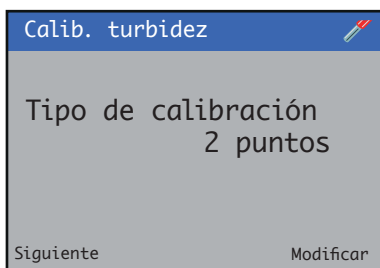 Calib. turbidez
Tipo de calibración
2 puntos
Siguiente Modificar